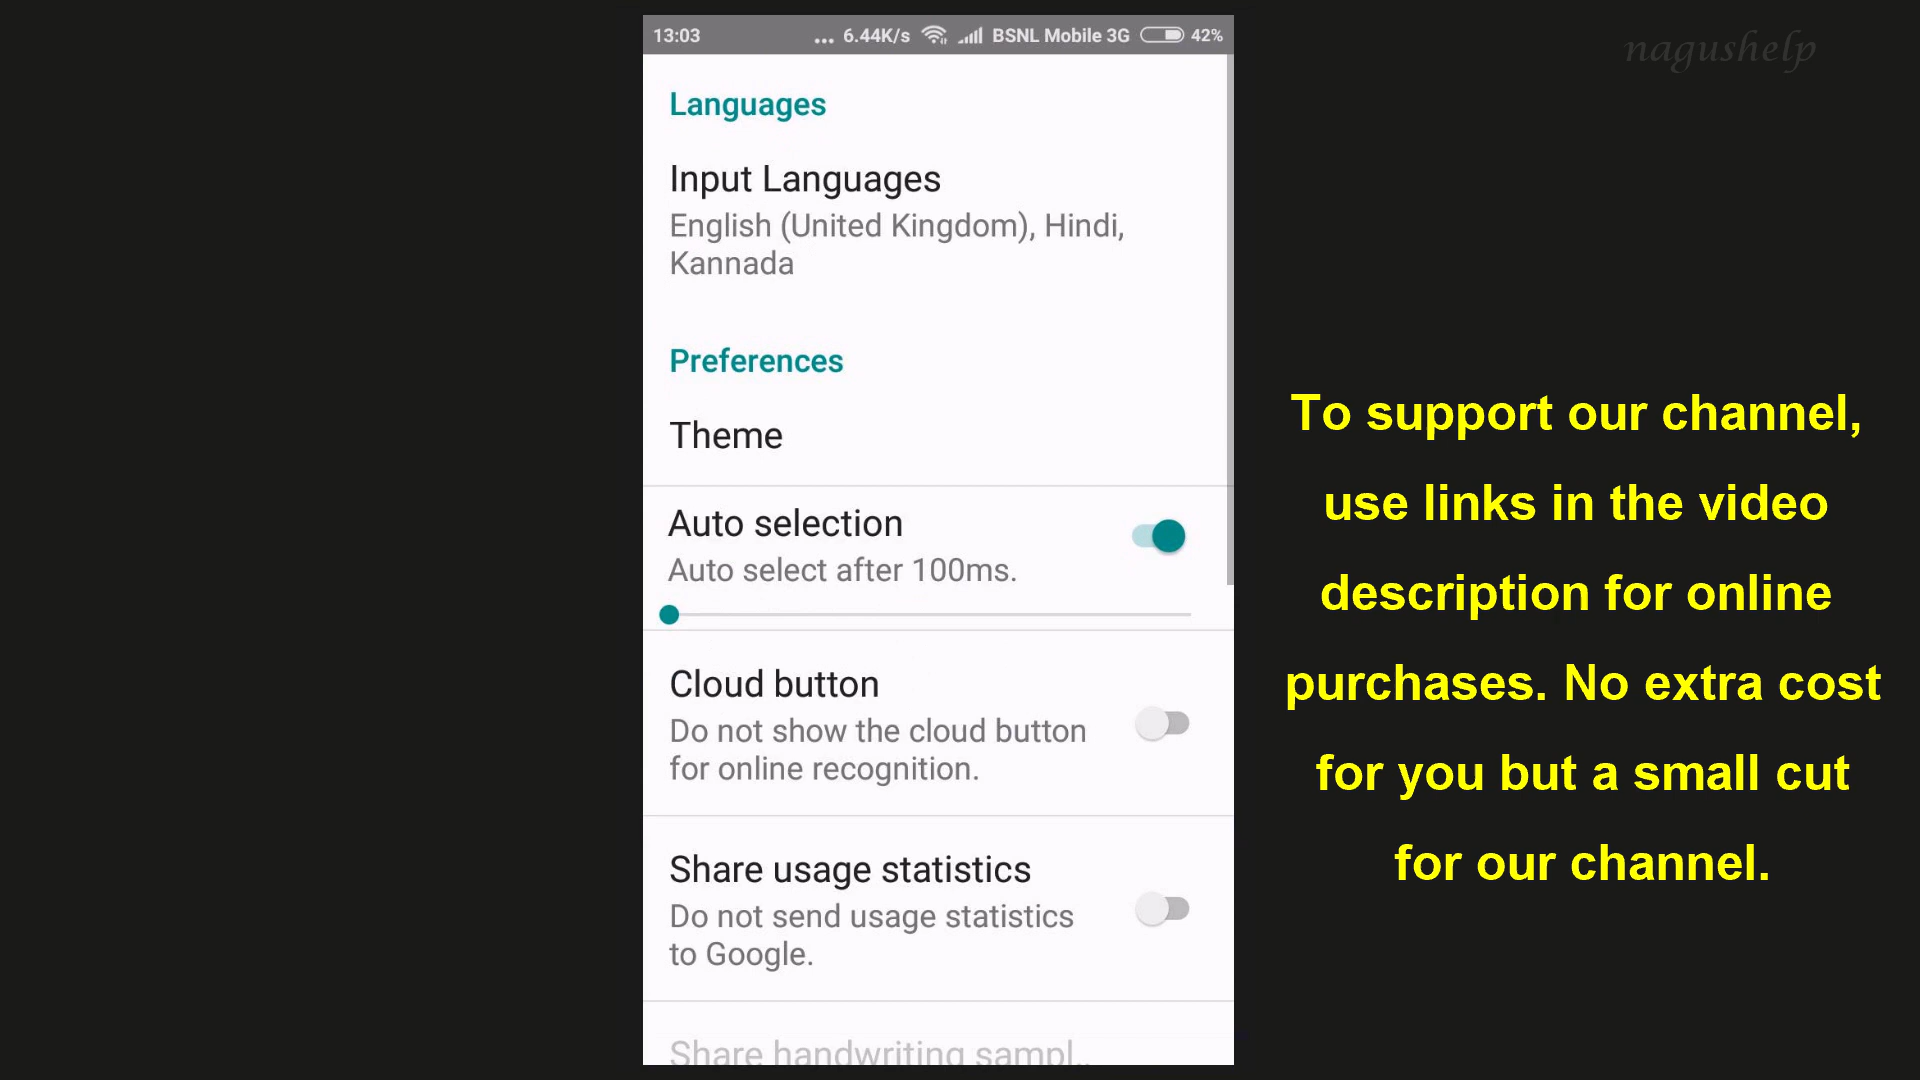 13:03 ... 6.44K/s BSNL Mobile 3G 42%
nagushelp
Languages
Input Languages
English (United Kingdom), Hindi,
Kannada
Preferences
Theme
Auto selection
Auto select after 100ms.
Cloud button
Do not show the cloud button
for online recognition.
Share usage statistics
Do not send usage statistics
to Google.
Share handwriting sampl..
To support our channel,
use links in the video
description for online
purchases. No extra cost
for you but a small cut
for our channel.